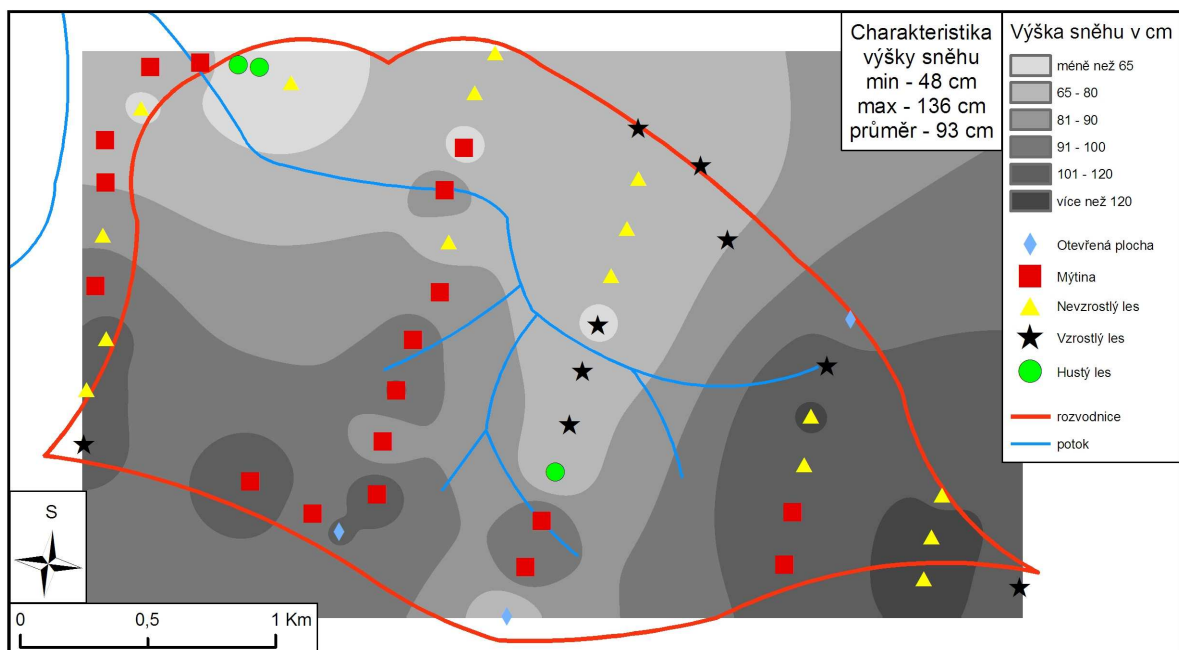 Charakteristika
výšky sněhu
min - 48 cm
max - 136 cm
průměr - 93 cm
Výška sněhu v cm
méně než 65
65 - 80
81 - 90
91 - 100
101 - 120
více než 120
Otevřená plocha
Mýtina
Nevzrostlý les
Vzrostlý les
Hustý les
rozvodnice
potok
S
0 0,5 1 Km